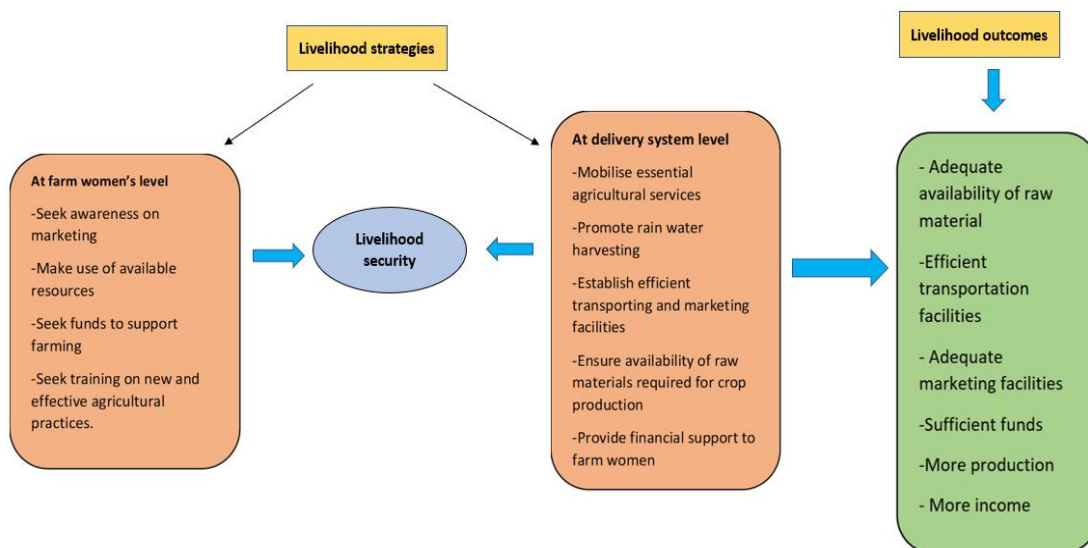 Livelihood strategies
Livelihood outcomes
At farm women's level
-Seek awareness on
marketing
-Make use of available
resources
-Seek funds to support
farming
-Seek training on new and
effective agricultural
practices.
Livelihood
security
At delivery system level
-Mobilise essential
agricultural services
-Promote rain water
harvesting
-Establish efficient
transporting and marketing
facilities
-Ensure availability of raw
materials required for crop
production
-Provide financial support to
farm women
- Adequate
availability of raw
material
-Efficient
transportation
facilities
- Adequate
marketing facilities
-Sufficient funds
-More production
- More income